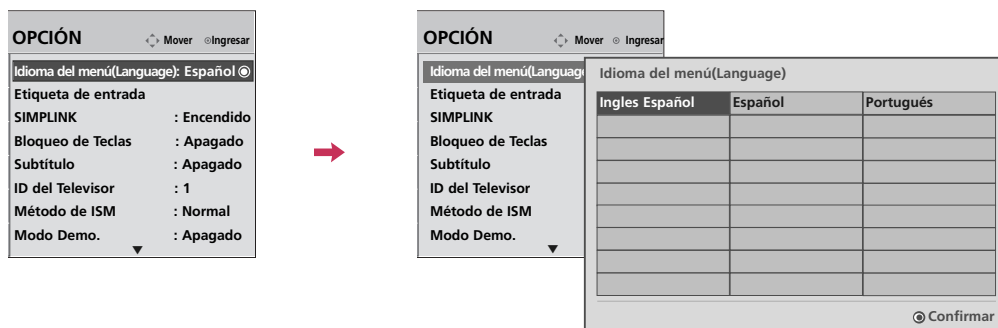 OPCIÓN Mover Ingresar
Idioma del menú(Language): Español
Etiqueta de entrada
SIMPLINK : Encendido
Bloqueo de Teclas : Apagado
Subtítulo : Apagado
ID del Televisor : 1
Método de ISM : Normal
Modo Demo. : Apagado
OPCIÓN Mover Ingresar
Idioma del menú(Language
Etiqueta de entrada
SIMPLINK
Bloqueo de Teclas
Subtítulo
ID del Televisor
Método de ISM
Modo Demo.
Idioma del menú(Language)
Ingles Español Español Portugués
Confirmar